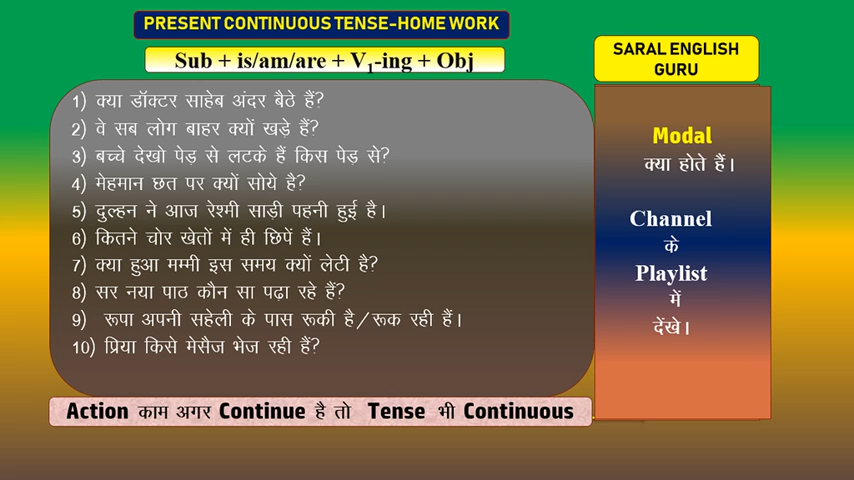 PRESENT CONTINUOUS TENSE-HOME WORK
Sub + is/am/are + V1-ing + Obj
1) क्या डॉक्टर साहेब अंदर बैठे हैं?
2) वे सब लोग बाहर क्यों खड़े हैं?
3) बच्चे देखो पेड़ से लटके हैं किस पेड़ से?
4) मेहमान छत पर क्यों सोये है?
5) दुल्हन ने आज रेश्मी साड़ी पहनी हुई है।
6) कितने चोर खेतों में ही छिपें हैं।
7) क्या हुआ मम्मी इस समय क्यों लेटी है?
8) सर नया पाठ कौन सा पढ़ा रहे हैं?
9) रूपा अपनी सहेली के पास रूकी है/रूक रही हैं।
10) प्रिया किसे मेसैज भेज रही हैं?
Action काम अगर Continue है तो Tense भी Continuous
SARAL ENGLISH
GURU
Modal
क्या होते हैं।
Channel
के
Playlist
में
देंखे।